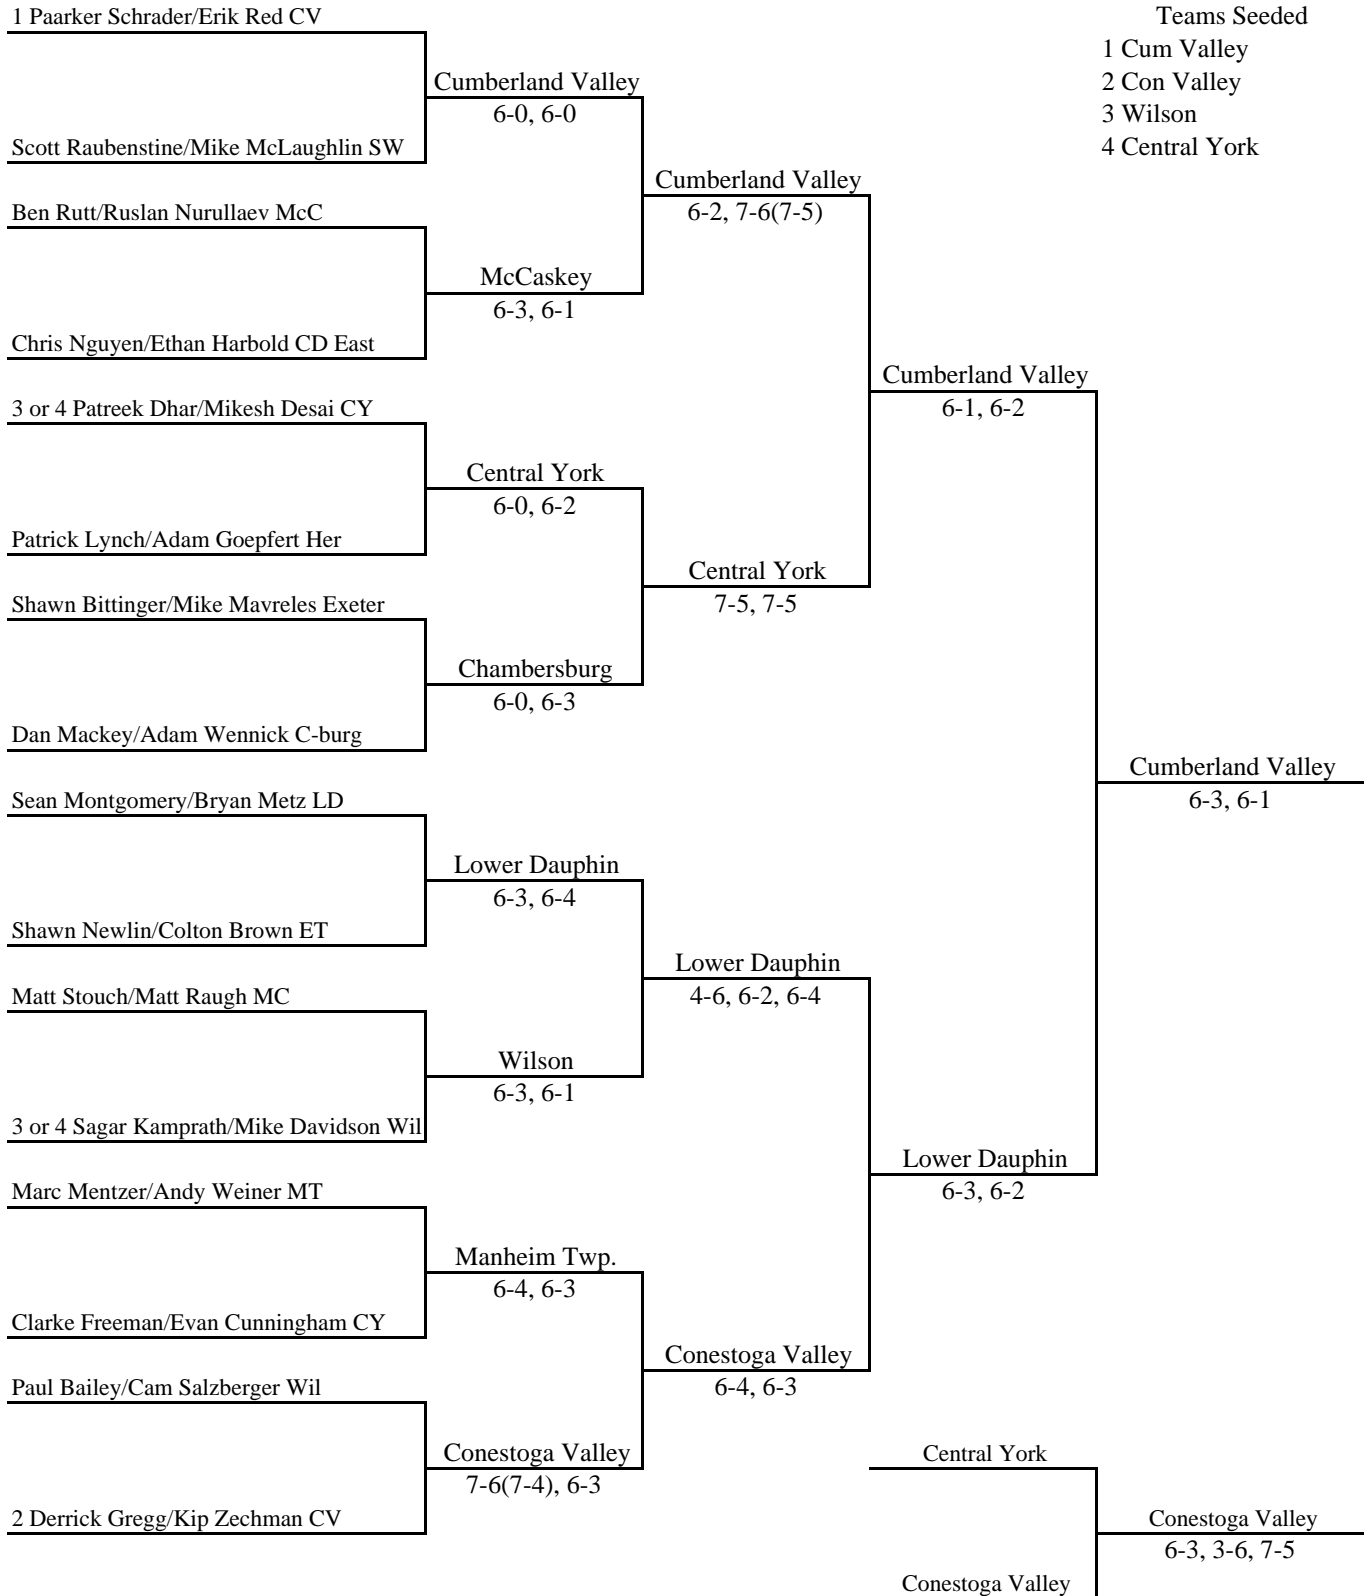 1 Paarker Schrader/Erik Red CV
Teams Seeded
1 Cum Valley
2 Con Valley
3 Wilson
4 Central York
Cumberland Valley
6-0, 6-0
Scott Raubenstine/Mike McLaughlin SW
Cumberland Valley
6-2, 7-6(7-5)
Ben Rutt/Ruslan Nurullaev McC
McCaskey
6-3, 6-1
Chris Nguyen/Ethan Harbold CD East
Cumberland Valley
6-1, 6-2
3 or 4 Patreek Dhar/Mikesh Desai CY
Central York
6-0, 6-2
Patrick Lynch/Adam Goepfert Her
Central York
7-5, 7-5
Shawn Bittinger/Mike Mavreles Exeter
Chambersburg
6-0, 6-3
Dan Mackey/Adam Wennick C-burg
Cumberland Valley
6-3, 6-1
Sean Montgomery/Bryan Metz LD
Lower Dauphin
6-3, 6-4
Shawn Newlin/Colton Brown ET
Lower Dauphin
4-6, 6-2, 6-4
Matt Stouch/Matt Raugh MC
Wilson
6-3, 6-1
3 or 4 Sagar Kamprath/Mike Davidson Wil
Lower Dauphin
6-3, 6-2
Marc Mentzer/Andy Weiner MT
Manheim Twp.
6-4, 6-3
Clarke Freeman/Evan Cunningham CY
Conestoga Valley
6-4, 6-3
Paul Bailey/Cam Salzberger Wil
Conestoga Valley
7-6(7-4), 6-3
2 Derrick Gregg/Kip Zechman CV
Central York
Conestoga Valley
6-3, 3-6, 7-5
Conestoga Valley